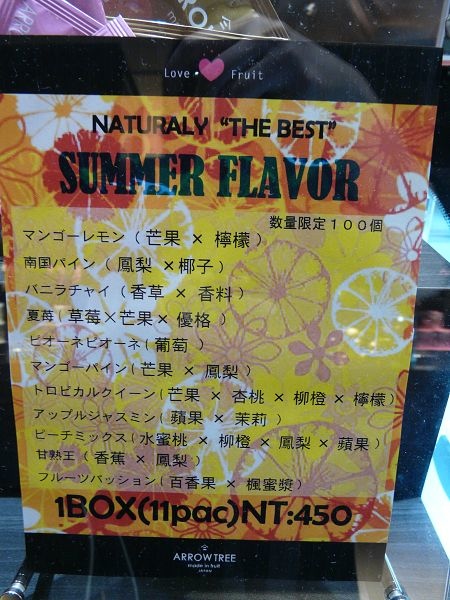 Love Fruit
NATURALY "THE BEST"
SUMMER FLAVOR
数量限定100個
マンゴーレモン(芒果 × 檸檬)
南国パイン(鳳梨 ×椰子)
バニラチャイ(香草 × 香料)
夏苺(草莓×芒果× 優格)
ピオーネピオーネ(葡萄)
マンゴーパイン(芒果 × 鳳梨)
トロピカルクイーン(芒果 × 杏桃 × 柳橙 × 檸檬)
アップルジャスミン(蘋果 × 茉莉)
ピーチミックス(水蜜桃 × 柳橙 × 鳳梨 × 蘋果)
甘熟王(香蕉 × 鳳梨)
フルーツパッション(百香果 × 楓蜜漿)
1BOX(11pac)NT:450
ARROWTREE
made in fruit
JAPAN